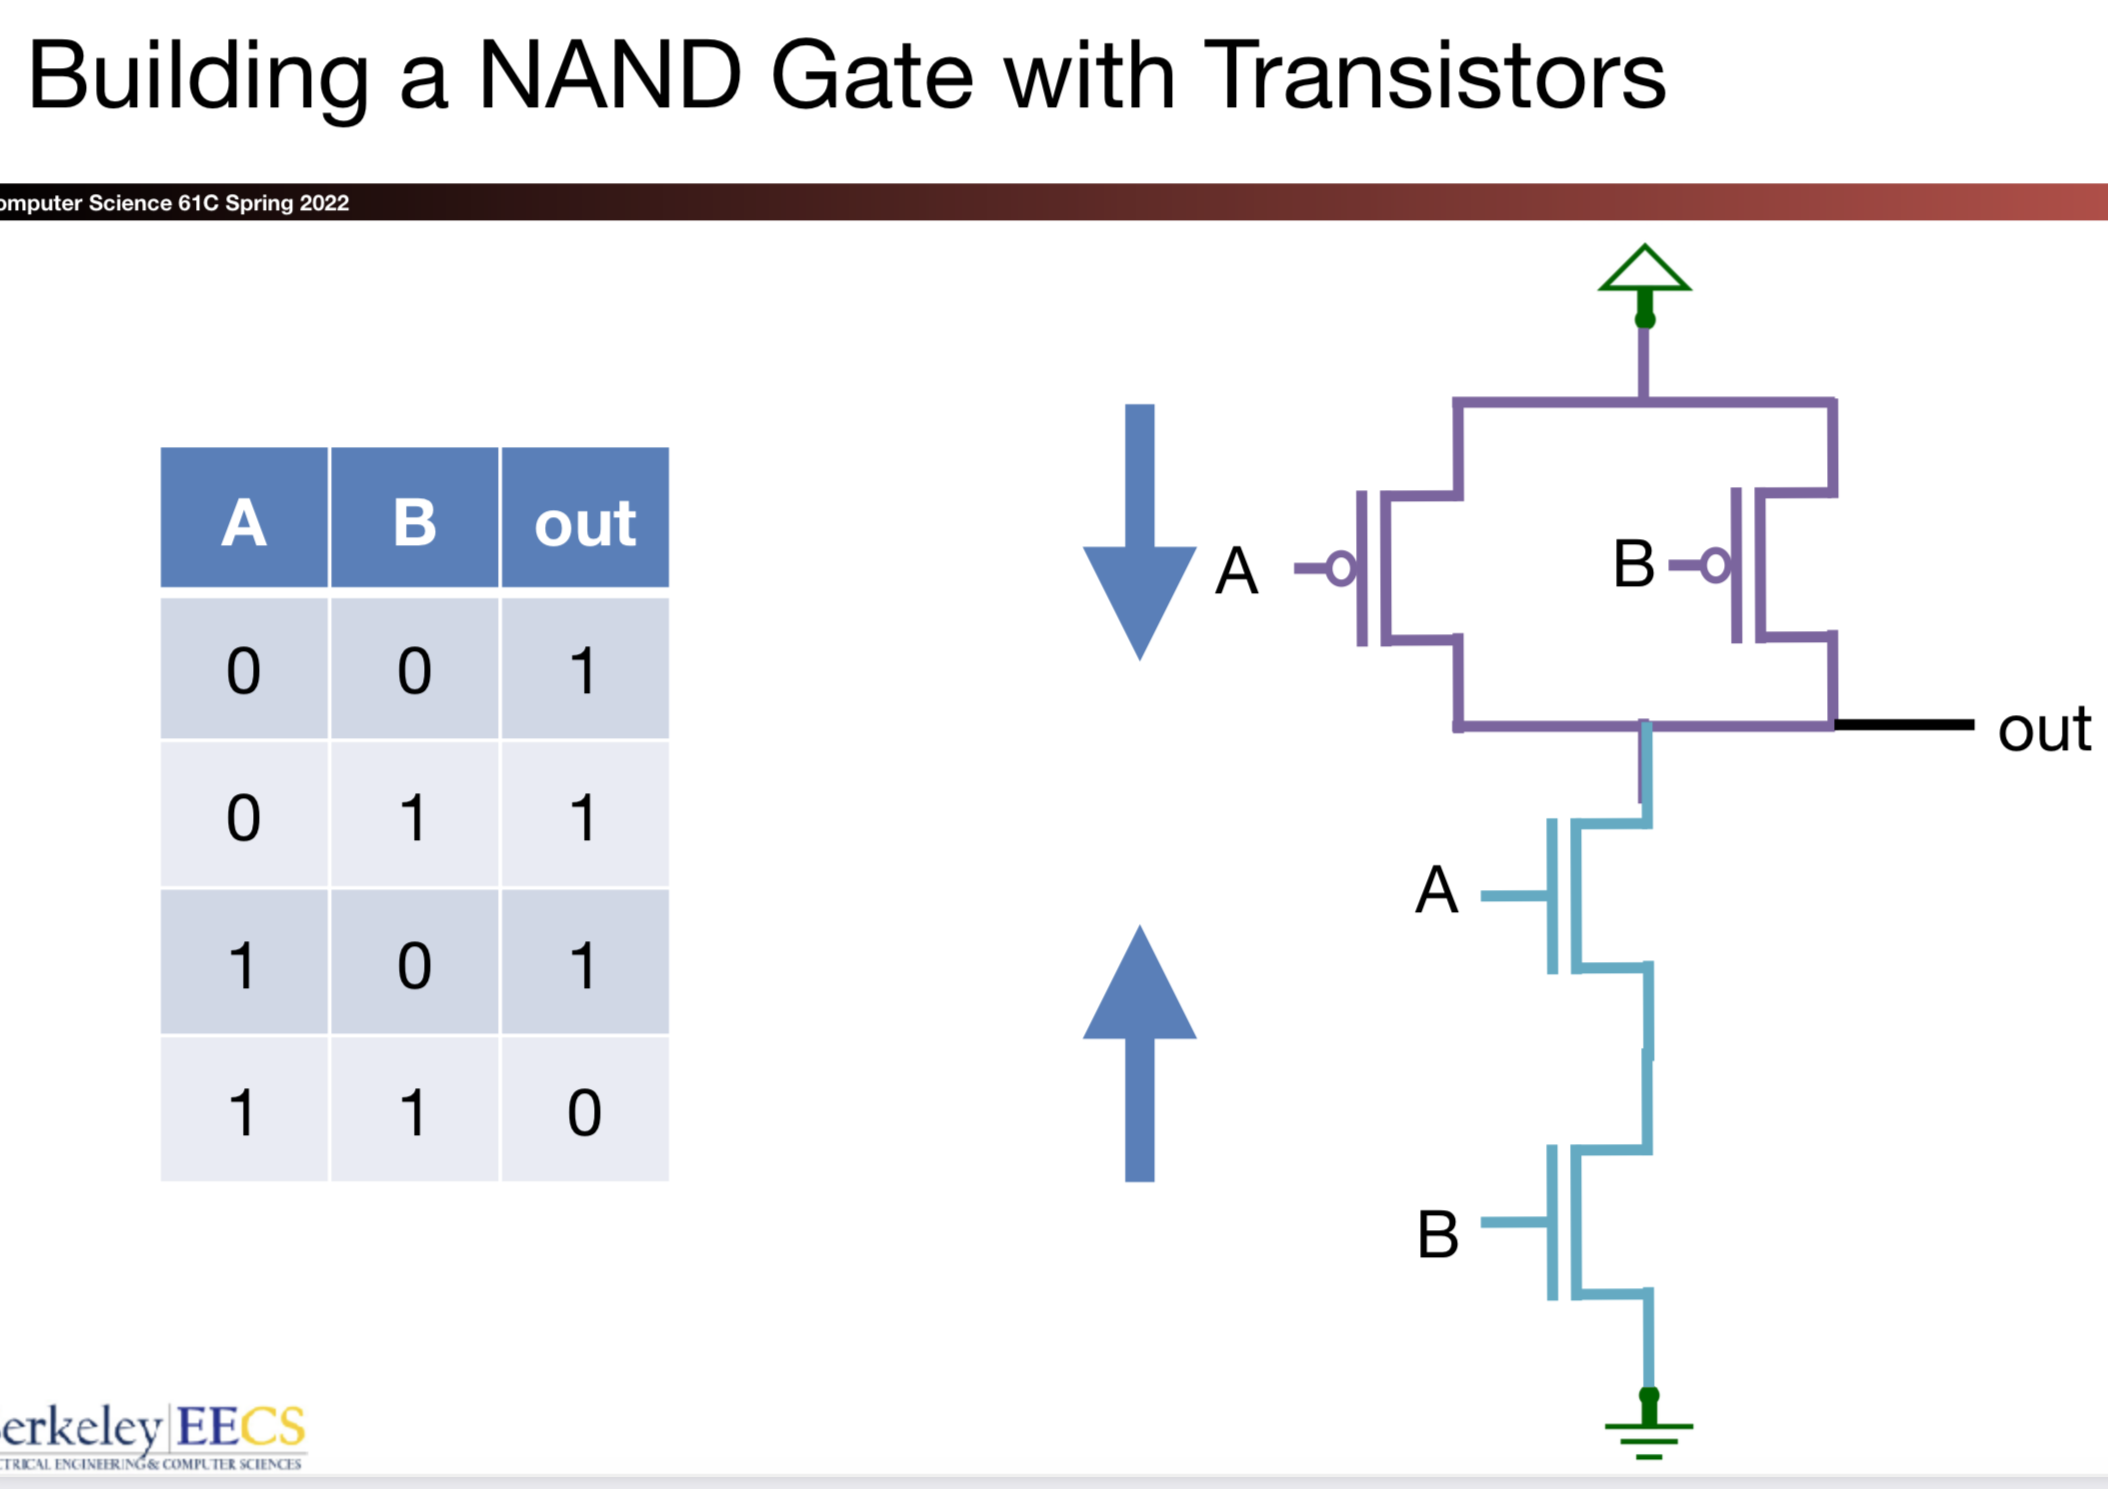 Building a NAND Gate with Transistors
omputer Science 61C Spring 2022
A B out
0 0 1
0 1 1
1 0 1
1 1 0
A
B
out
A
B
erkeley EECS
CTRICAL ENGINEERING & COMPUTER SCIENCES